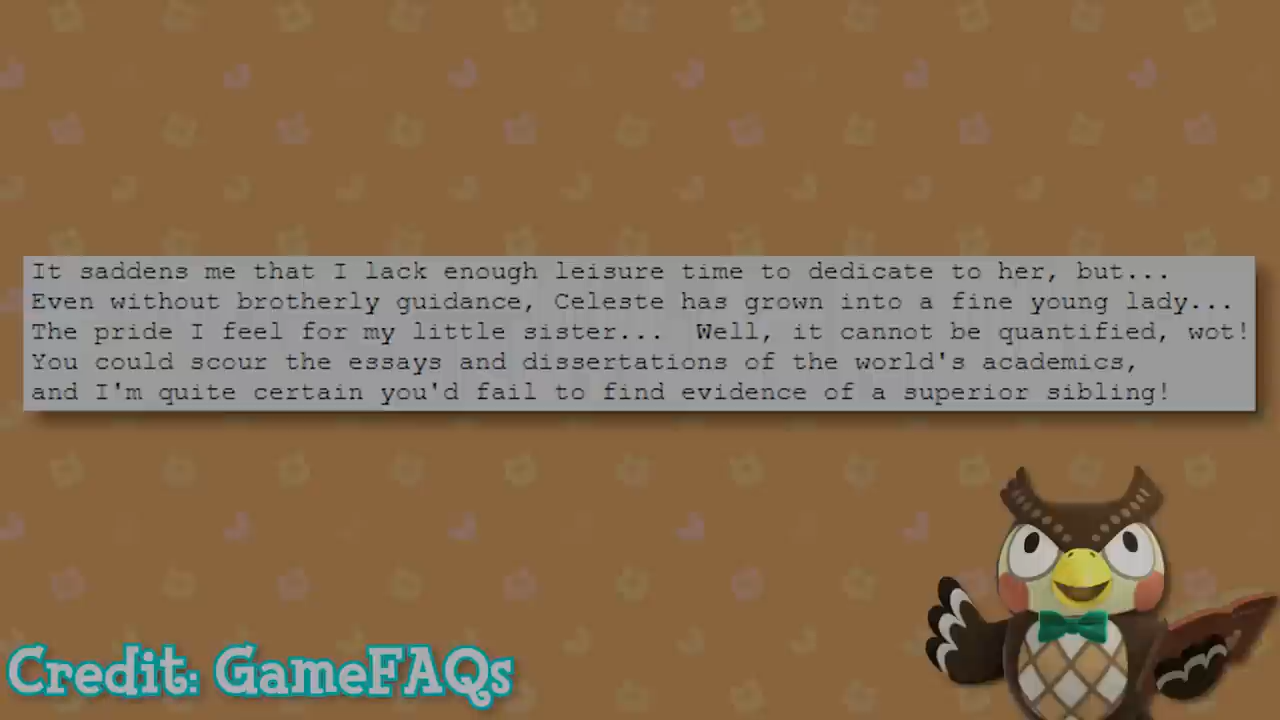 It saddens me that I lack enough leisure time to dedicate to her, but...
Even without brotherly guidance, Celeste has grown into a fine young lady...
The pride I feel for my little sister...  Well, it cannot be quantified, wot!
You could scour the essays and dissertations of the world's academics,
and I'm quite certain you'd fail to find evidence of a superior sibling!
Credit: GameFAQs